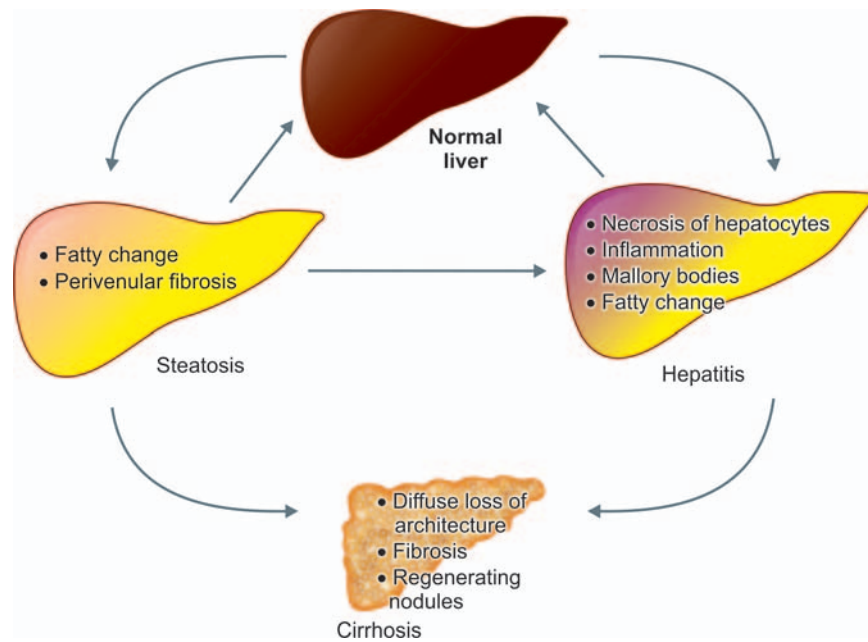 Normal
liver
• Fatty change
• Perivenular fibrosis
Steatosis
• Necrosis of hepatocytes
• Inflammation
• Mallory bodies
• Fatty change
Hepatitis
• Diffuse loss of
architecture
• Fibrosis
• Regenerating
nodules
Cirrhosis